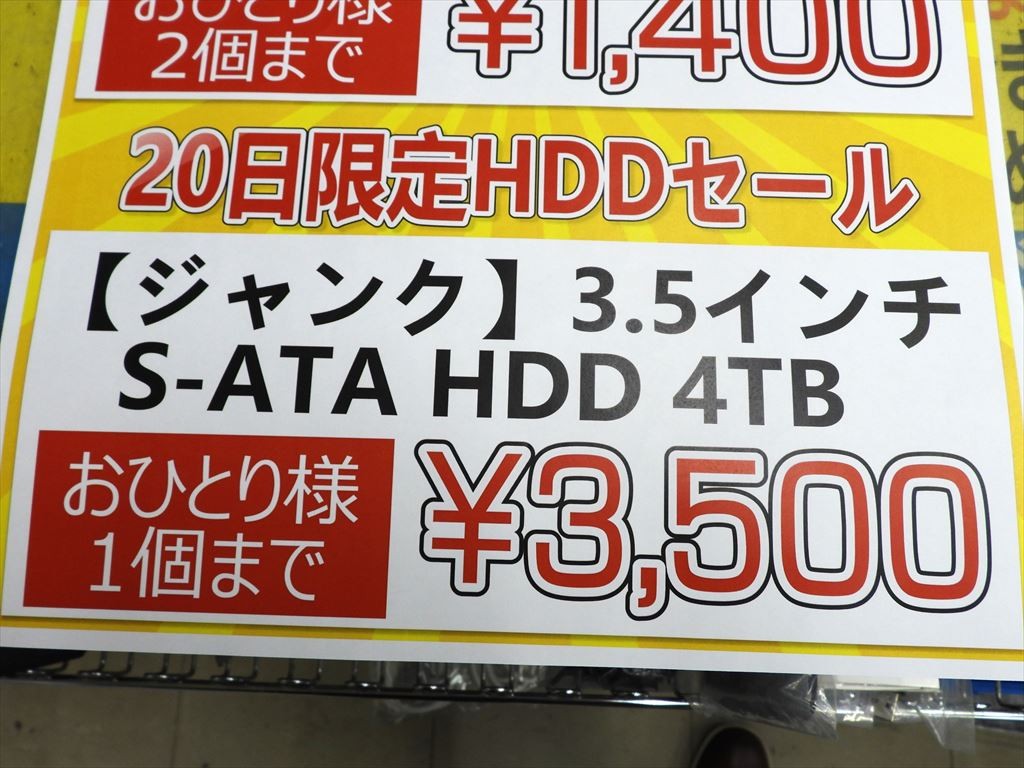 おひとり様
2個まで
¥1,400
20日限定HDDセール
【ジャンク】3.5インチ
S-ATA HDD 4TB
おひとり様
1個まで
¥3,500